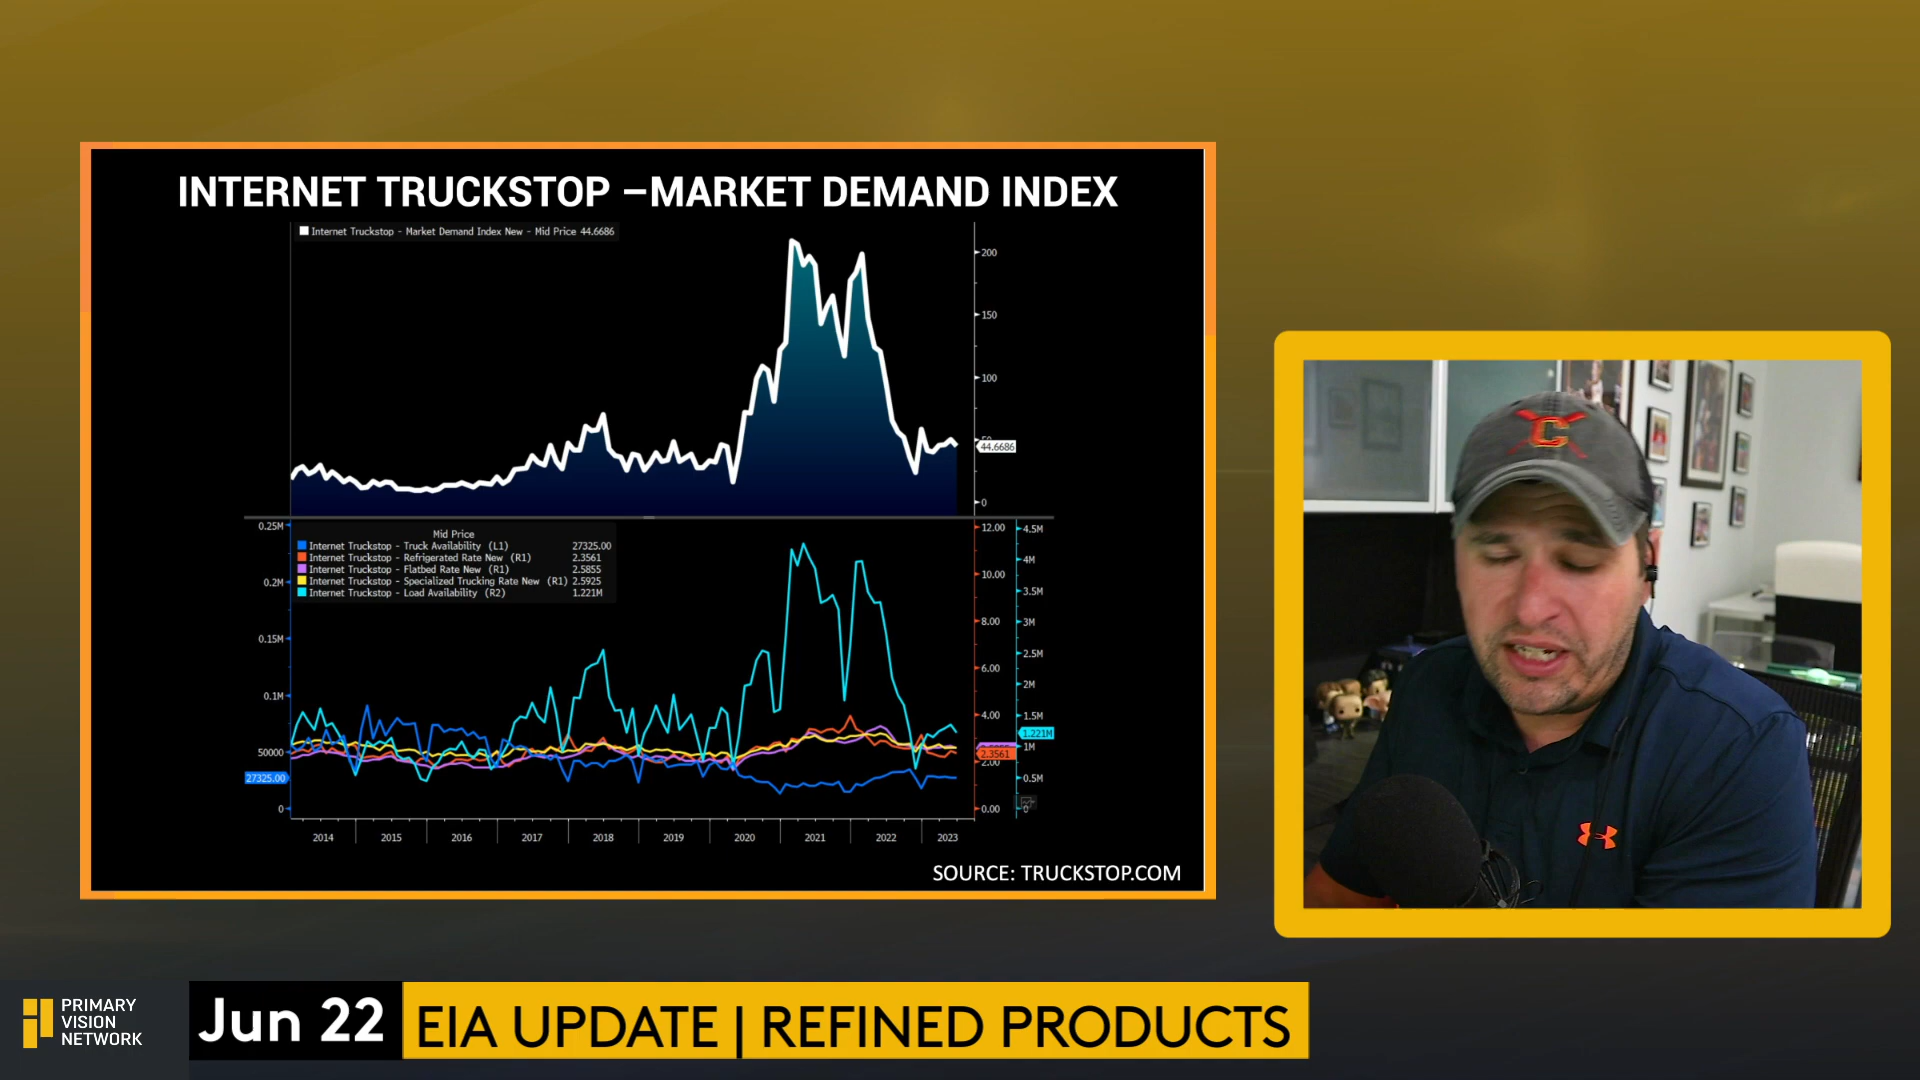 INTERNET TRUCKSTOP –MARKET DEMAND INDEX
Internet Truckstop - Market Demand Index New - Mid Price 44.6686
200
150
100
50
44.6686
0
Mid Price
Internet Truckstop - Truck Availability (L1) 27325.00
Internet Truckstop - Refrigerated Rate New (R1) 2.3561
Internet Truckstop - Flatbed Rate New (R1) 2.5855
Internet Truckstop - Specialized Trucking Rate New (R1) 2.5925
Internet Truckstop - Load Availability (R2) 1.221M
0.25M
0.2M
0.15M
0.1M
50000
27325.00
0
12.00
10.00
8.00
6.00
4.00
2.3561
2.00
0.00
4.5M
4M
3.5M
3M
2.5M
2M
1.5M
1.221M
1M
0.5M
0
2014 2015 2016 2017 2018 2019 2020 2021 2022 2023
SOURCE: TRUCKSTOP.COM
C
PRIMARY
VISION
NETWORK
Jun 22
EIA UPDATE | REFINED PRODUCTS